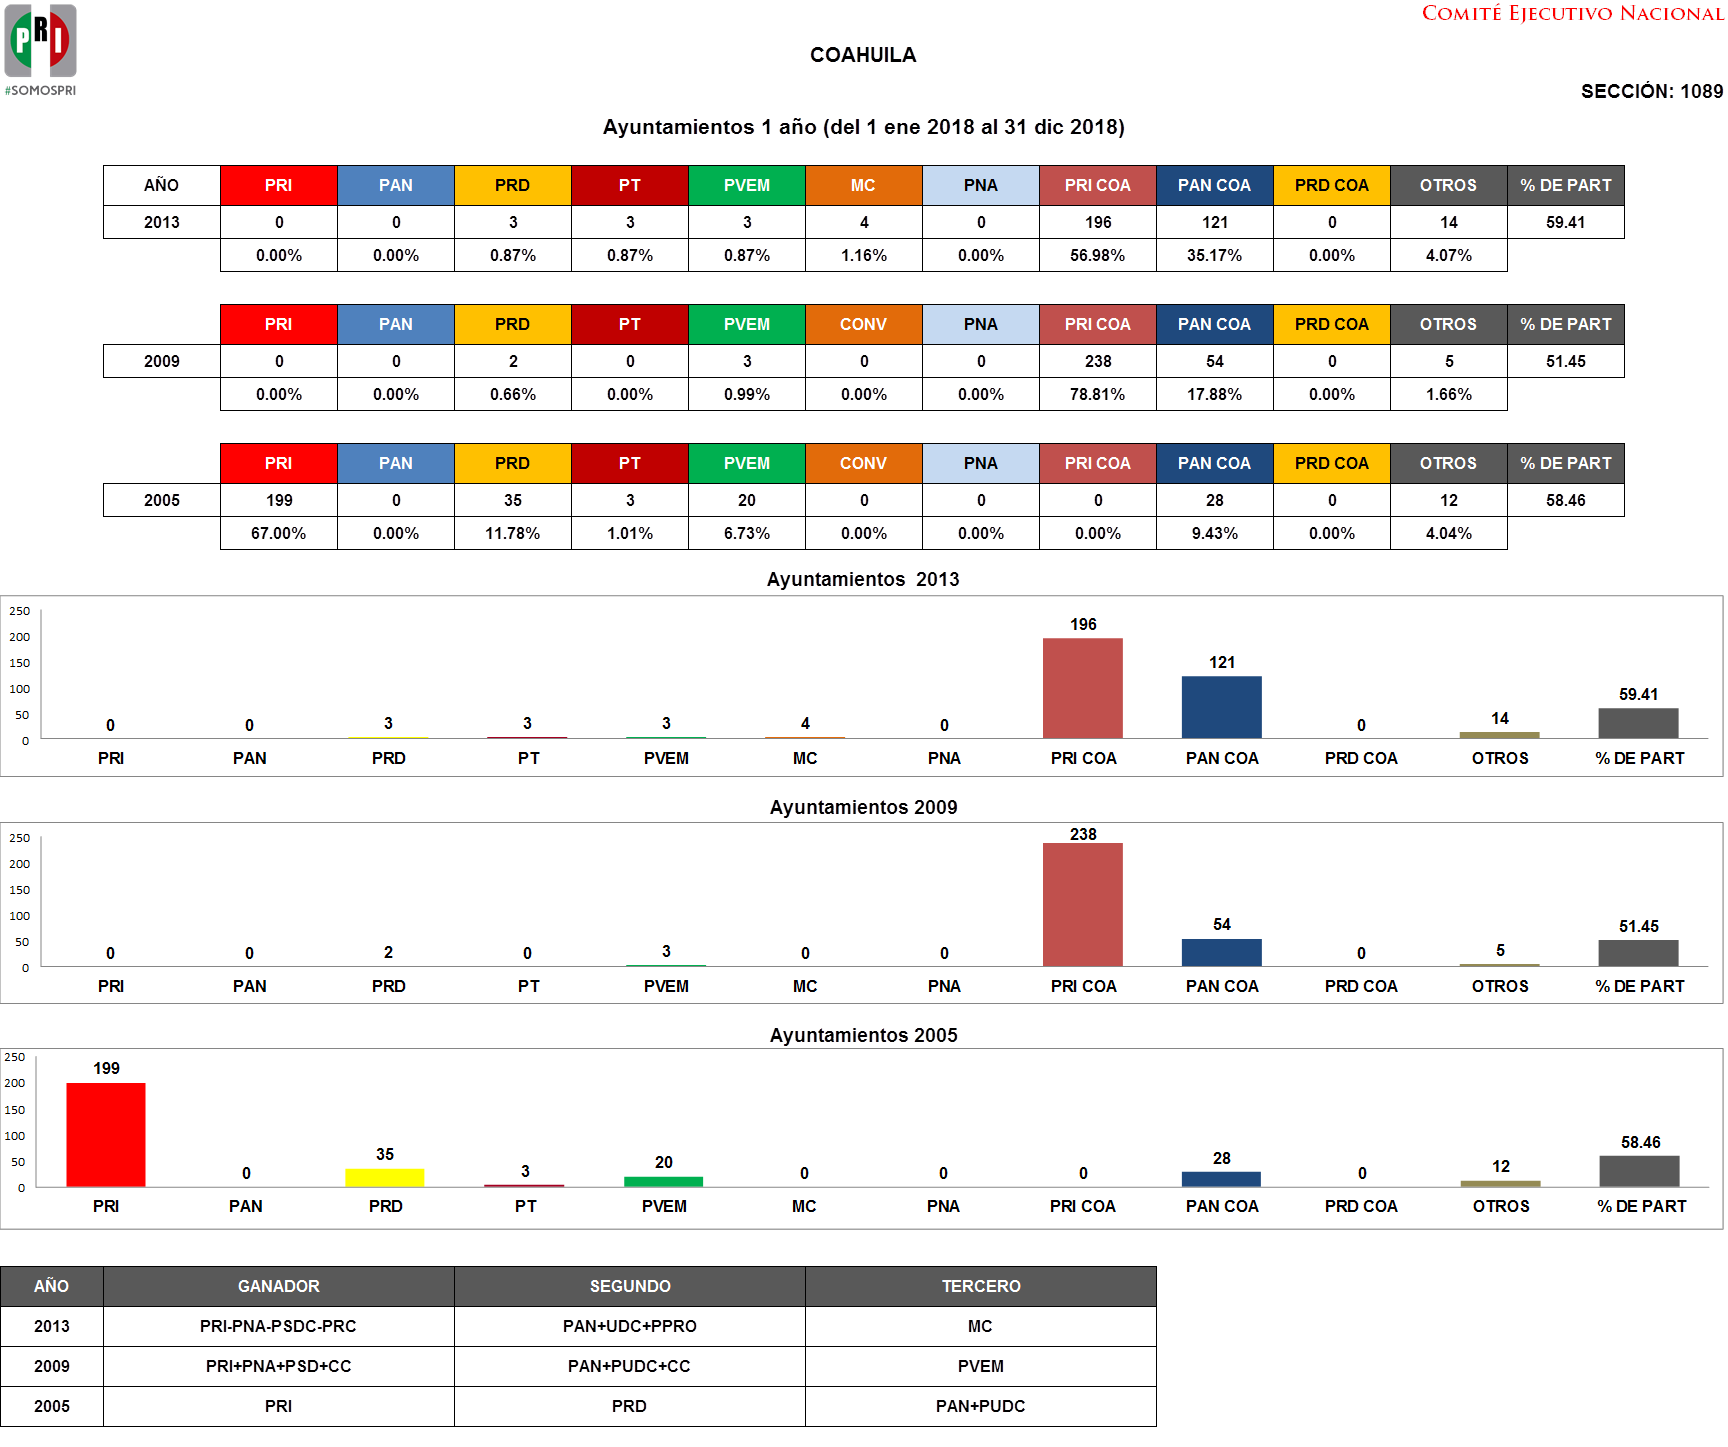 PRI
#SOMOSPRI
COMITÉ EJECUTIVO NACIONAL
COAHUILA
SECCIÓN: 1089
Ayuntamientos 1 año (del 1 ene 2018 al 31 dic 2018)
AÑO PRI PAN PRD PT PVEM MC PNA PRI COA PAN COA PRD COA OTROS % DE PART
2013 0 0 3 3 3 4 0 196 121 0 14 59.41
0.00% 0.00% 0.87% 0.87% 0.87% 1.16% 0.00% 56.98% 35.17% 0.00% 4.07%
PRI PAN PRD PT PVEM CONV PNA PRI COA PAN COA PRD COA OTROS % DE PART
2009 0 0 2 0 3 0 0 238 54 0 5 51.45
0.00% 0.00% 0.66% 0.00% 0.99% 0.00% 0.00% 78.81% 17.88% 0.00% 1.66%
PRI PAN PRD PT PVEM CONV PNA PRI COA PAN COA PRD COA OTROS % DE PART
2005 199 0 35 3 20 0 0 0 28 0 12 58.46
67.00% 0.00% 11.78% 1.01% 6.73% 0.00% 0.00% 0.00% 9.43% 0.00% 4.04%
Ayuntamientos 2013
250
200
150
100
50
0
0 0 3 3 3 4 0 196 121 0 14 59.41
PRI PAN PRD PT PVEM MC PNA PRI COA PAN COA PRD COA OTROS % DE PART
Ayuntamientos 2009
250
200
150
100
50
0
0 0 2 0 3 0 0 238 54 0 5 51.45
PRI PAN PRD PT PVEM MC PNA PRI COA PAN COA PRD COA OTROS % DE PART
Ayuntamientos 2005
250
200
150
100
50
0
199 0 35 3 20 0 0 0 28 0 12 58.46
PRI PAN PRD PT PVEM MC PNA PRI COA PAN COA PRD COA OTROS % DE PART
AÑO GANADOR SEGUNDO TERCERO
2013 PRI-PNA-PSDC-PRC PAN+UDC+PPRO MC
2009 PRI+PNA+PSD+CC PAN+PUDC+CC PVEM
2005 PRI PRD PAN+PUDC